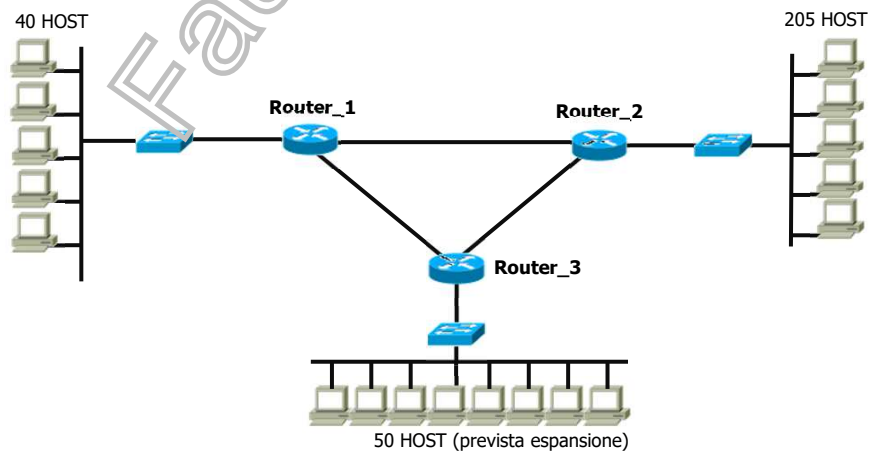 40 HOST
205 HOST
Router_1
Router_2
Router_3
50 HOST (prevista espansione)